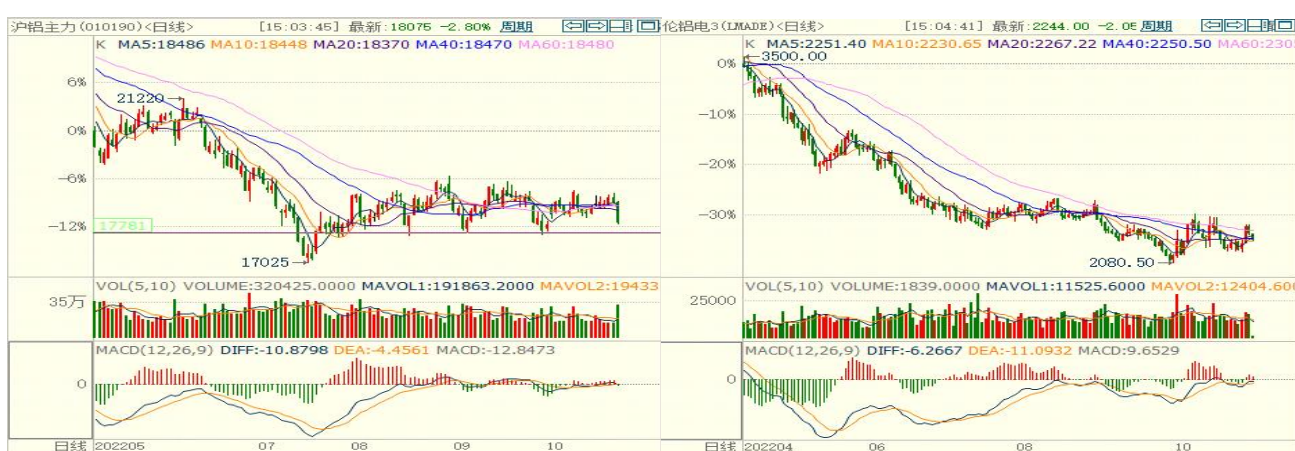 沪铝主力(010190)<日线> [15:03:45] 最新:18075 -2.80% 周期
K MA5:18486 MA10:18448 MA20:18370 MA40:18470 MA60:18480
6%
21220
0%
-6%
-12%
17781
17025
VOL(5,10) VOLUME:320425.0000 MAVOL1:191863.2000 MAVOL2:19433
35万
MACD(12,26,9) DIFF:-10.8798 DEA:-4.4561 MACD:-12.8473
0
日线 202205 07 08 09 10
伦铝电3(LMADE)<日线> [15:04:41] 最新:2244.00 -2.05 周期
K MA5:2251.40 MA10:2230.65 MA20:2267.22 MA40:2250.50 MA60:230
0%
3500.00
-10%
-20%
-30%
2080.50
VOL(5,10) VOLUME:1839.0000 MAVOL1:11525.6000 MAVOL2:12404.600
25000
MACD(12,26,9) DIFF:-6.2667 DEA:-11.0932 MACD:9.6529
0
日线 202204 06 08 10